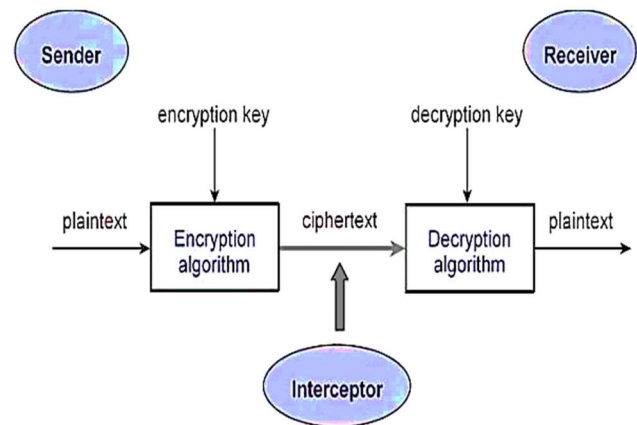 Sender
Receiver
encryption key
decryption key
plaintext
Encryption
algorithm
ciphertext
Decryption
algorithm
plaintext
Interceptor